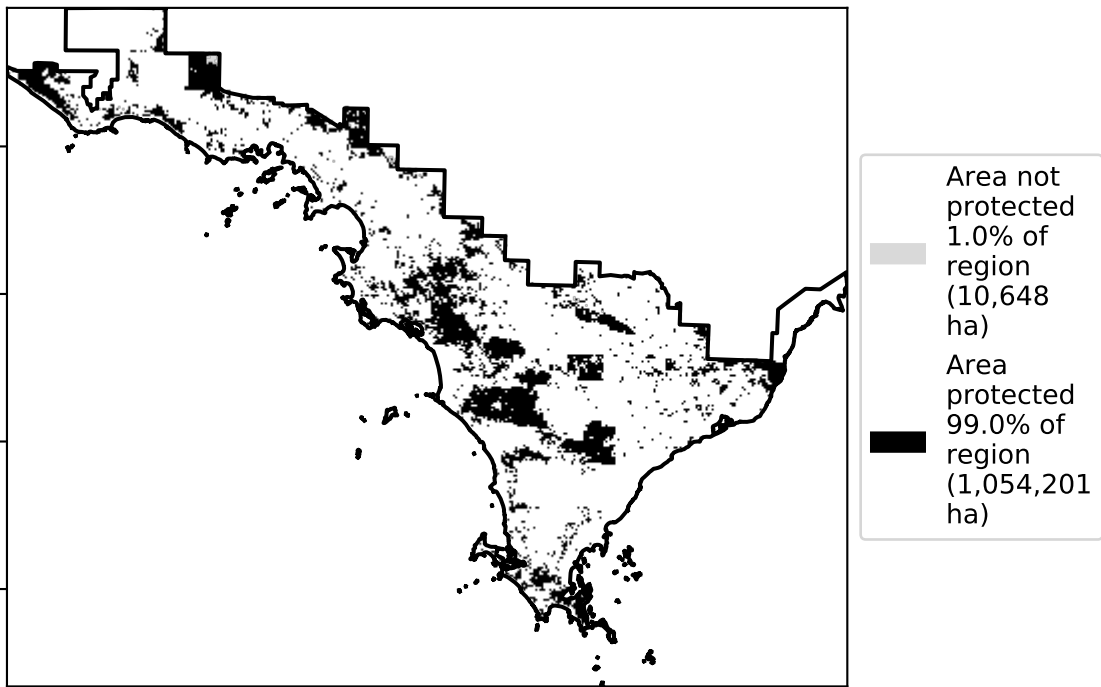 Area not
protected
1.0% of
region
(10,648
ha)
Area
protected
99.0% of
region
(1,054,201
ha)